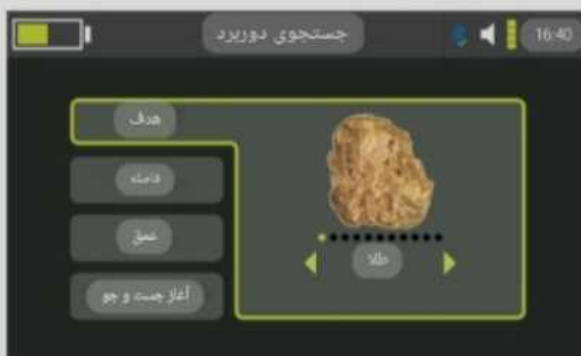 جستجوی دوربرد
16:40
هدف
دامنه
عمق
طلا
آغاز جست و جو